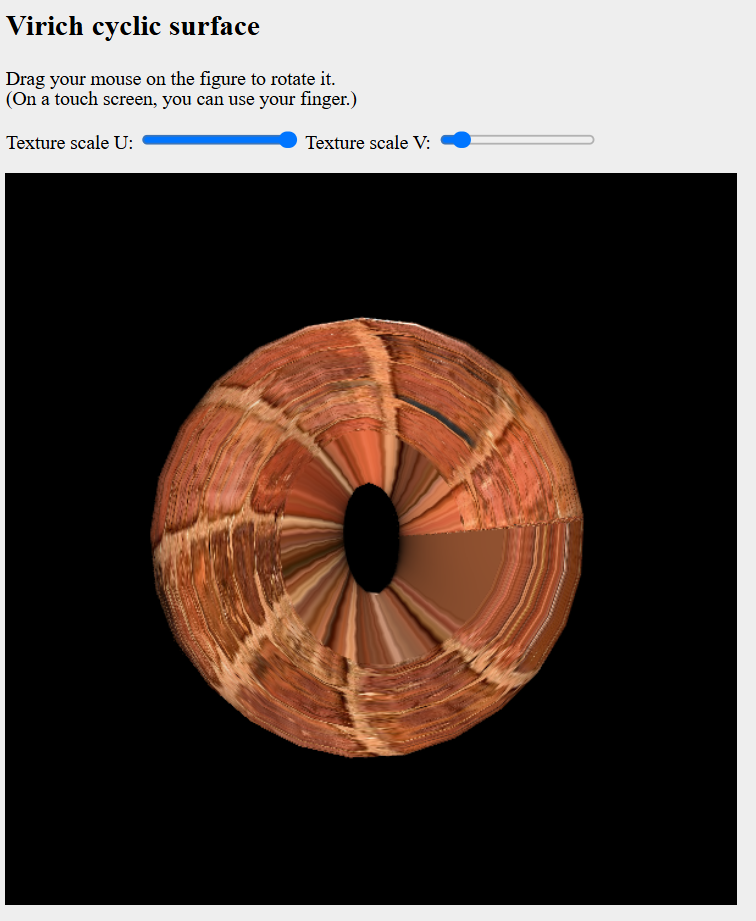 Virich cyclic surface
Drag your mouse on the figure to rotate it.
(On a touch screen, you can use your finger.)
Texture scale U: Texture scale V: